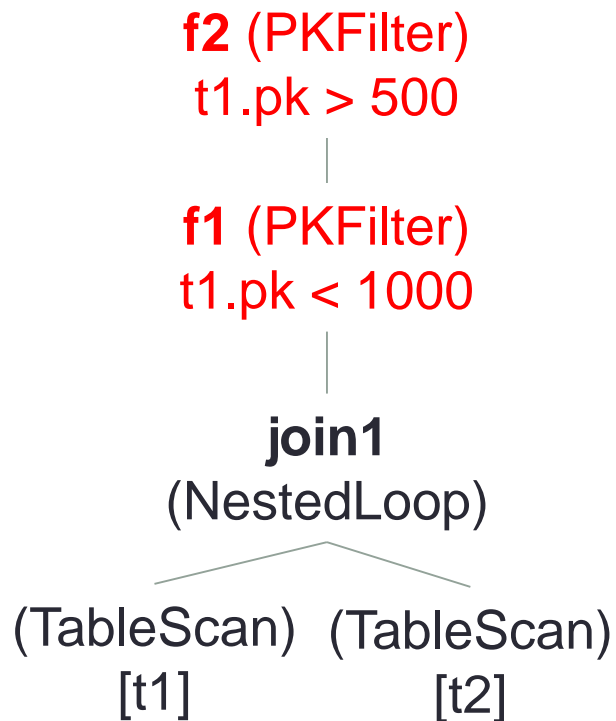 f2 (PKFilter)
t1.pk > 500
f1 (PKFilter)
t1.pk < 1000
join1
(NestedLoop)
(TableScan) (TableScan)
[t1] [t2]